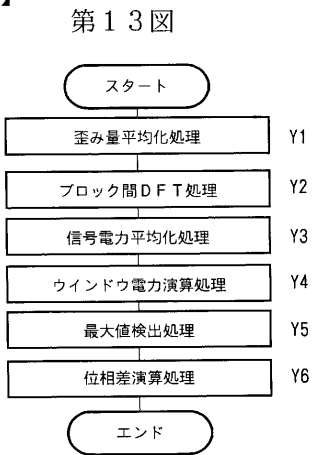 第13図
スタート
歪み量平均化処理 Y1
ブロック間DFT処理 Y2
信号電力平均化処理 Y3
ウインドウ電力演算処理 Y4
最大値検出処理 Y5
位相差演算処理 Y6
エンド